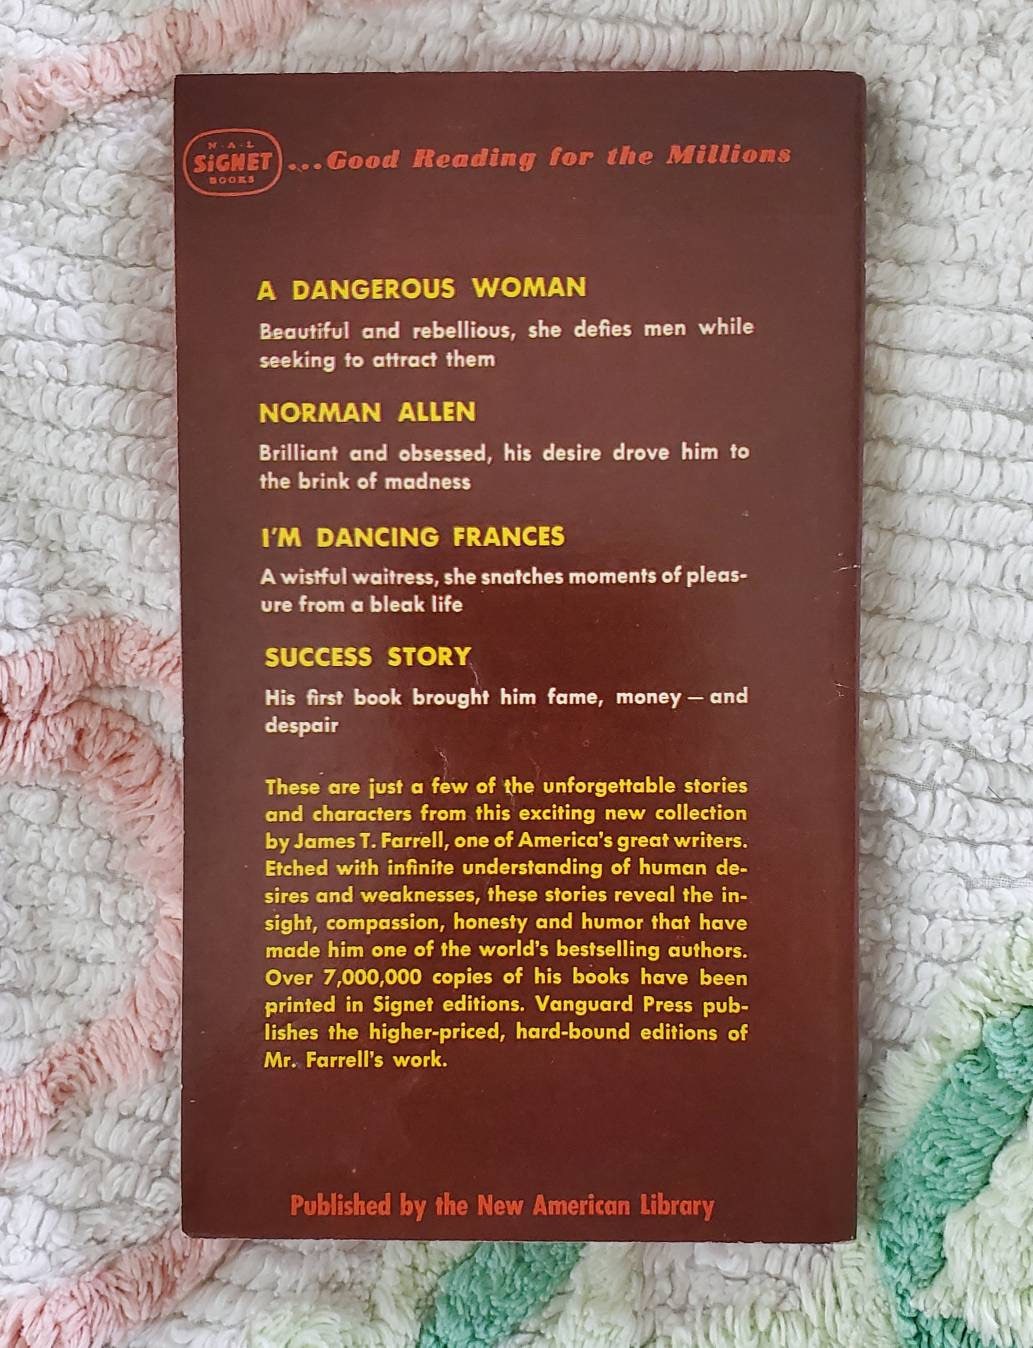 N·A·L
SiGNET
BOOKS
...Good Reading for the Millions
A DANGEROUS WOMAN
Beautiful and rebellious, she defies men while
seeking to attract them
NORMAN ALLEN
Brilliant and obsessed, his desire drove him to
the brink of madness
I'M DANCING FRANCES
A wistful waitress, she snatches moments of pleas-
ure from a bleak life
SUCCESS STORY
His first book brought him fame, money — and
despair
These are just a few of the unforgettable stories
and characters from this exciting new collection
by James T. Farrell, one of America's great writers.
Etched with infinite understanding of human de-
sires and weaknesses, these stories reveal the in-
sight, compassion, honesty and humor that have
made him one of the world's bestselling authors.
Over 7,000,000 copies of his books have been
printed in Signet editions. Vanguard Press pub-
lishes the higher-priced, hard-bound editions of
Mr. Farrell's work.
Published by the New American Library